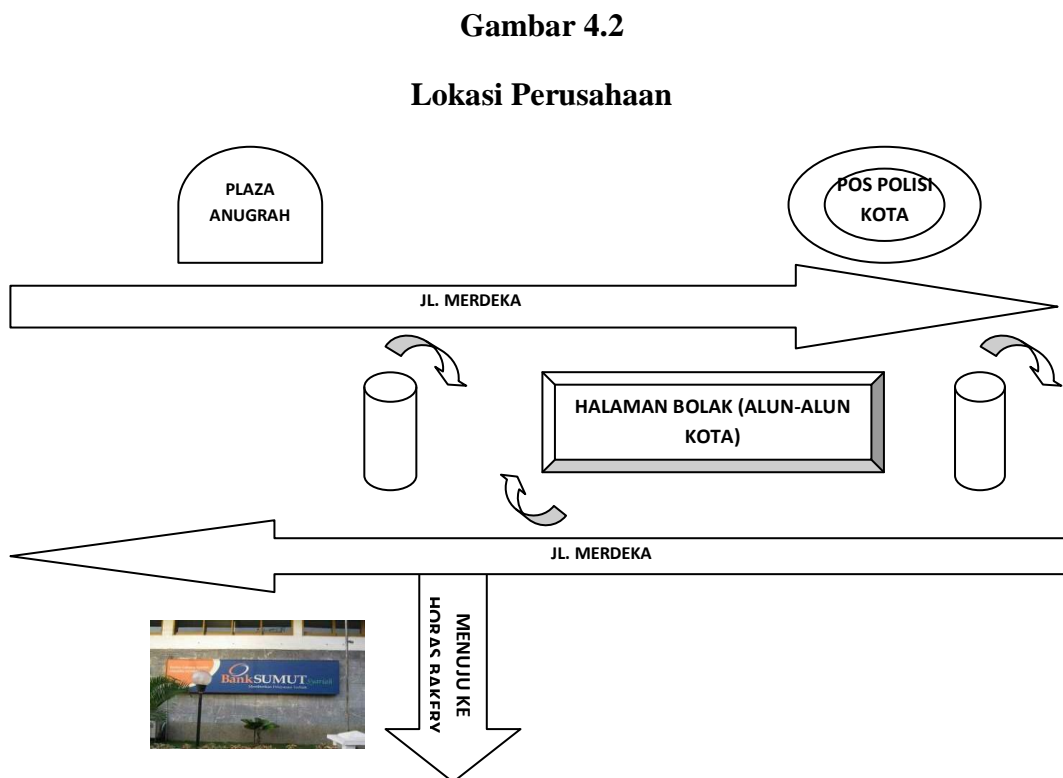 Gambar 4.2
Lokasi Perusahaan
PLAZA
ANUGRAH
POS POLISI
KOTA
JL. MERDEKA
HALAMAN BOLAK (ALUN-ALUN
KOTA)
JL. MERDEKA
MENUJU KE
HORAS BAKERY
BankSUMUT Syariah